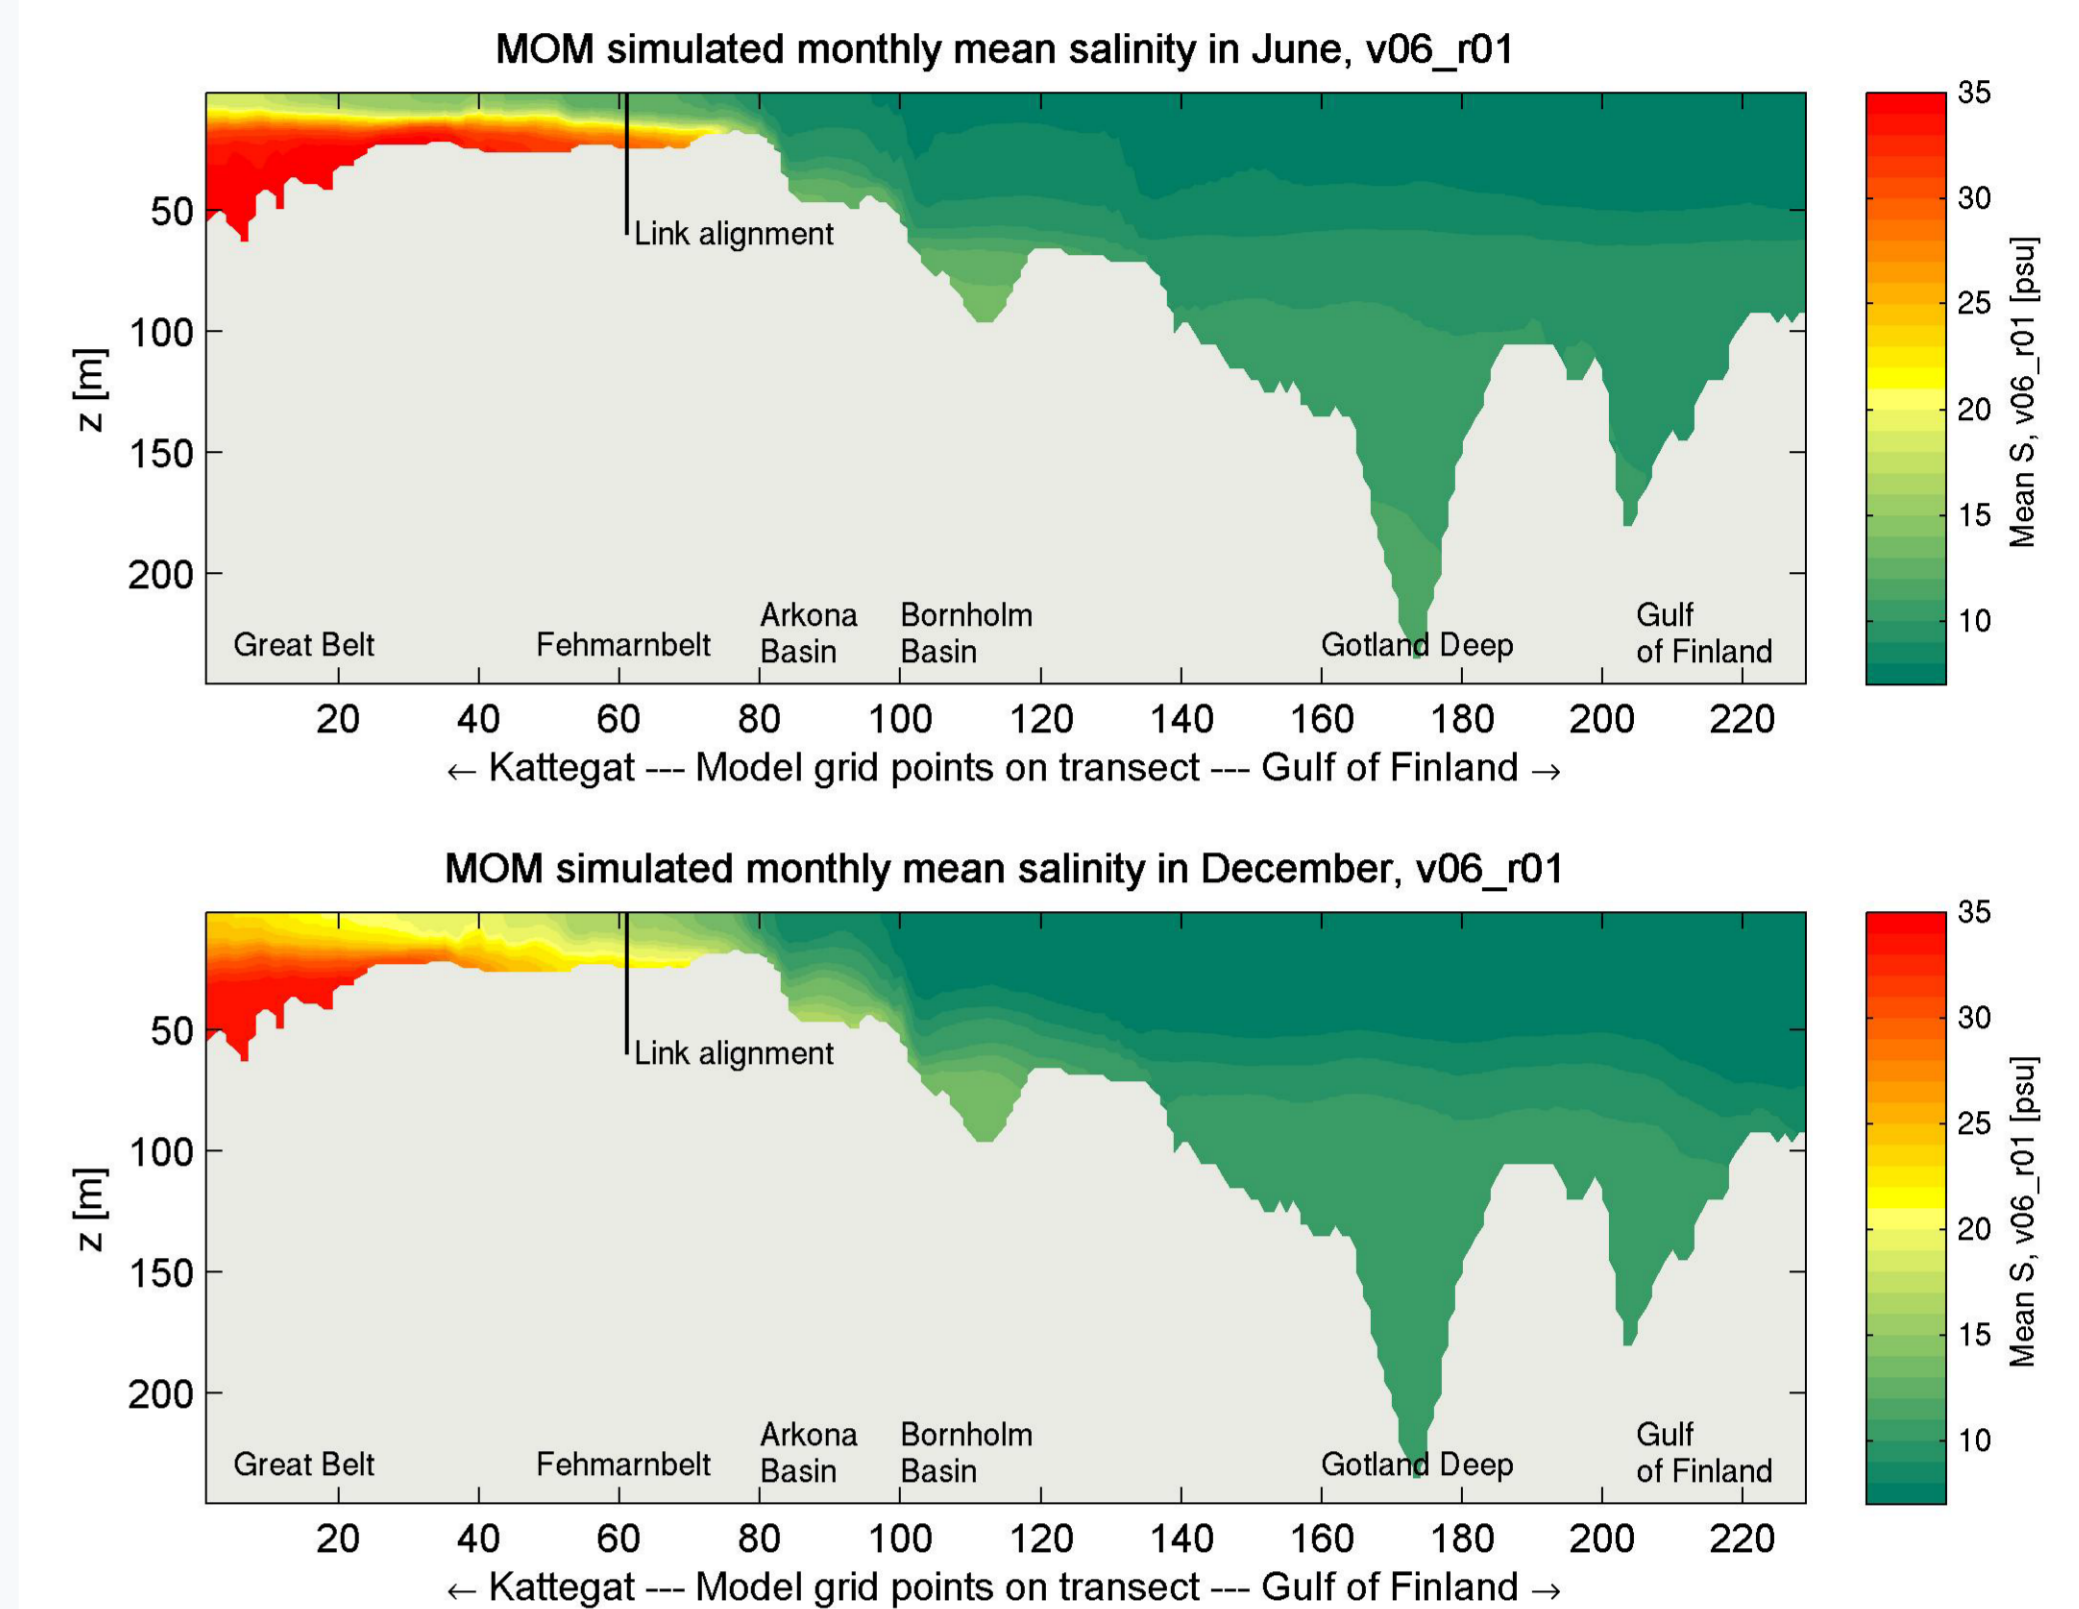 MOM simulated monthly mean salinity in June, v06_r01
35
30
25
20
15
10
Mean S, v06_r01 [psu]
50
100
150
200
z [m]
Link alignment
Great Belt
Fehmarnbelt
Arkona
Basin
Bornholm
Basin
Gotland Deep
Gulf
of Finland
20 40 60 80 100 120 140 160 180 200 220
← Kattegat --- Model grid points on transect --- Gulf of Finland →
MOM simulated monthly mean salinity in December, v06_r01
35
30
25
20
15
10
Mean S, v06_r01 [psu]
50
100
150
200
z [m]
Link alignment
Great Belt
Fehmarnbelt
Arkona
Basin
Bornholm
Basin
Gotland Deep
Gulf
of Finland
20 40 60 80 100 120 140 160 180 200 220
← Kattegat --- Model grid points on transect --- Gulf of Finland →